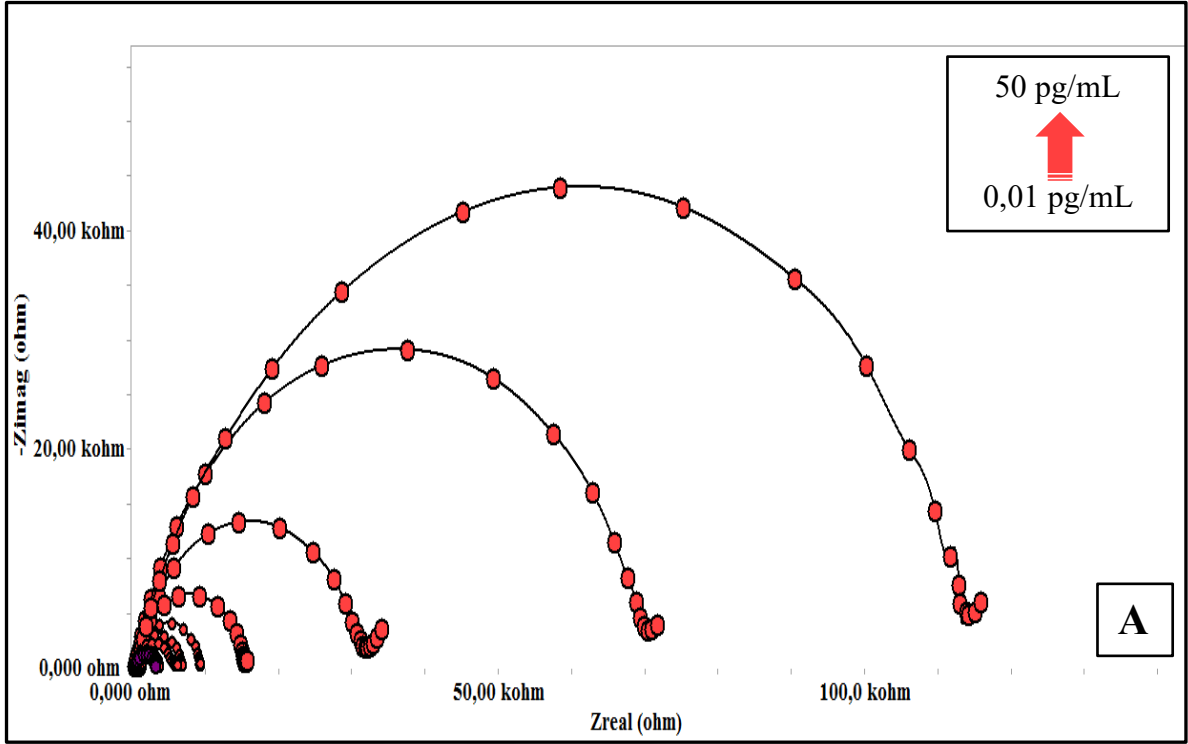 50 pg/mL
0,01 pg/mL
-Zimag (ohm)
40,00 kohm
20,00 kohm
0,000 ohm
0,000 ohm
50,00 kohm
100,0 kohm
Zreal (ohm)
A